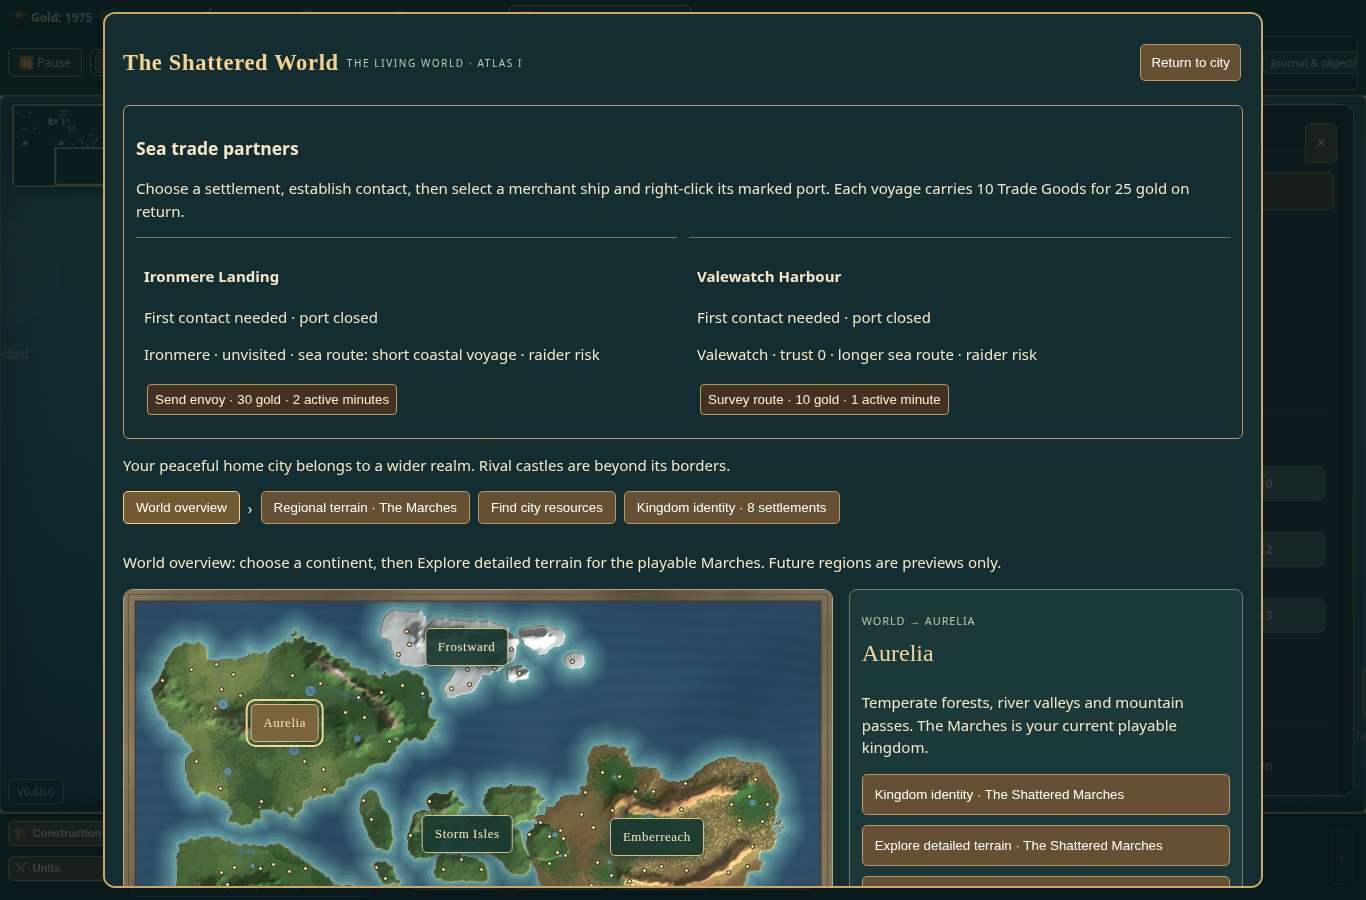 Gold: 1975
Pause
Journal & objecti
The Shattered World THE LIVING WORLD · ATLAS I
Return to city
×
Sea trade partners
Choose a settlement, establish contact, then select a merchant ship and right-click its marked port. Each voyage carries 10 Trade Goods for 25 gold on
return.
Ironmere Landing
First contact needed · port closed
Ironmere · unvisited · sea route: short coastal voyage · raider risk
Send envoy · 30 gold · 2 active minutes
Valewatch Harbour
First contact needed · port closed
Valewatch · trust 0 · longer sea route · raider risk
Survey route · 10 gold · 1 active minute
Your peaceful home city belongs to a wider realm. Rival castles are beyond its borders.
World overview › Regional terrain · The Marches Find city resources Kingdom identity · 8 settlements
World overview: choose a continent, then Explore detailed terrain for the playable Marches. Future regions are previews only.
Frostward
Aurelia
Storm Isles
Emberreach
WORLD → AURELIA
Aurelia
Temperate forests, river valleys and mountain
passes. The Marches is your current playable
kingdom.
Kingdom identity · The Shattered Marches
Explore detailed terrain · The Shattered Marches
V0.60.0
Construction
Units